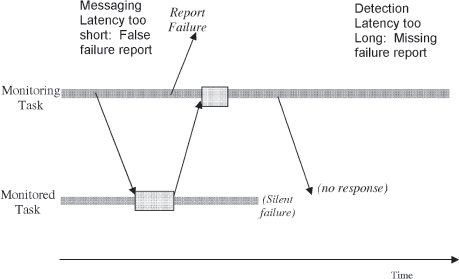 Messaging
Latency too
short: False
failure report
Report
Failure
Detection
Latency too
Long: Missing
failure report
Monitoring
Task
Monitored
Task
(Silent
failure)
(no response)
Time